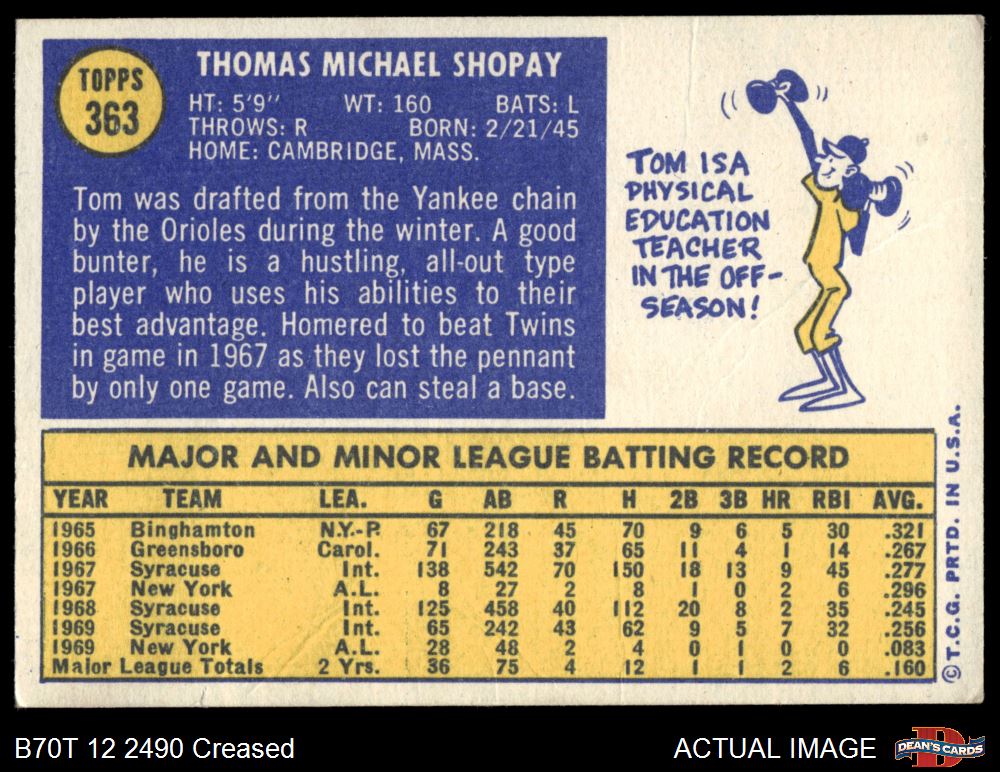 TOPPS
363
THOMAS MICHAEL SHOPAY
HT: 5'9" WT: 160 BATS: L
THROWS: R BORN: 2/21/45
HOME: CAMBRIDGE, MASS.
Tom was drafted from the Yankee chain
by the Orioles during the winter. A good
bunter, he is a hustling, all-out type
player who uses his abilities to their
best advantage. Homered to beat Twins
in game in 1967 as they lost the pennant
by only one game. Also can steal a base.
TOM IS A
PHYSICAL
EDUCATION
TEACHER
IN THE OFF-
SEASON!
MAJOR AND MINOR LEAGUE BATTING RECORD
YEAR TEAM LEA. G AB R H 2B 3B HR RBI AVG.
1965 Binghamton N.Y.-P. 67 218 45 70 9 6 5 30 .321
1966 Greensboro Carol. 71 243 37 65 11 4 1 14 .267
1967 Syracuse Int. 138 542 70 150 18 13 9 45 .277
1967 New York A.L. 8 27 2 8 1 0 2 6 .296
1968 Syracuse Int. 125 458 40 112 20 8 2 35 .245
1969 Syracuse Int. 65 242 43 62 9 5 7 32 .256
1969 New York A.L. 28 48 2 4 0 1 0 0 .083
Major League Totals 2 Yrs. 36 75 4 12 1 1 2 6 .160
© T.C.G. PRTD. IN U.S.A.
B70T 12 2490 Creased
ACTUAL IMAGE
DEAN'S CARDS